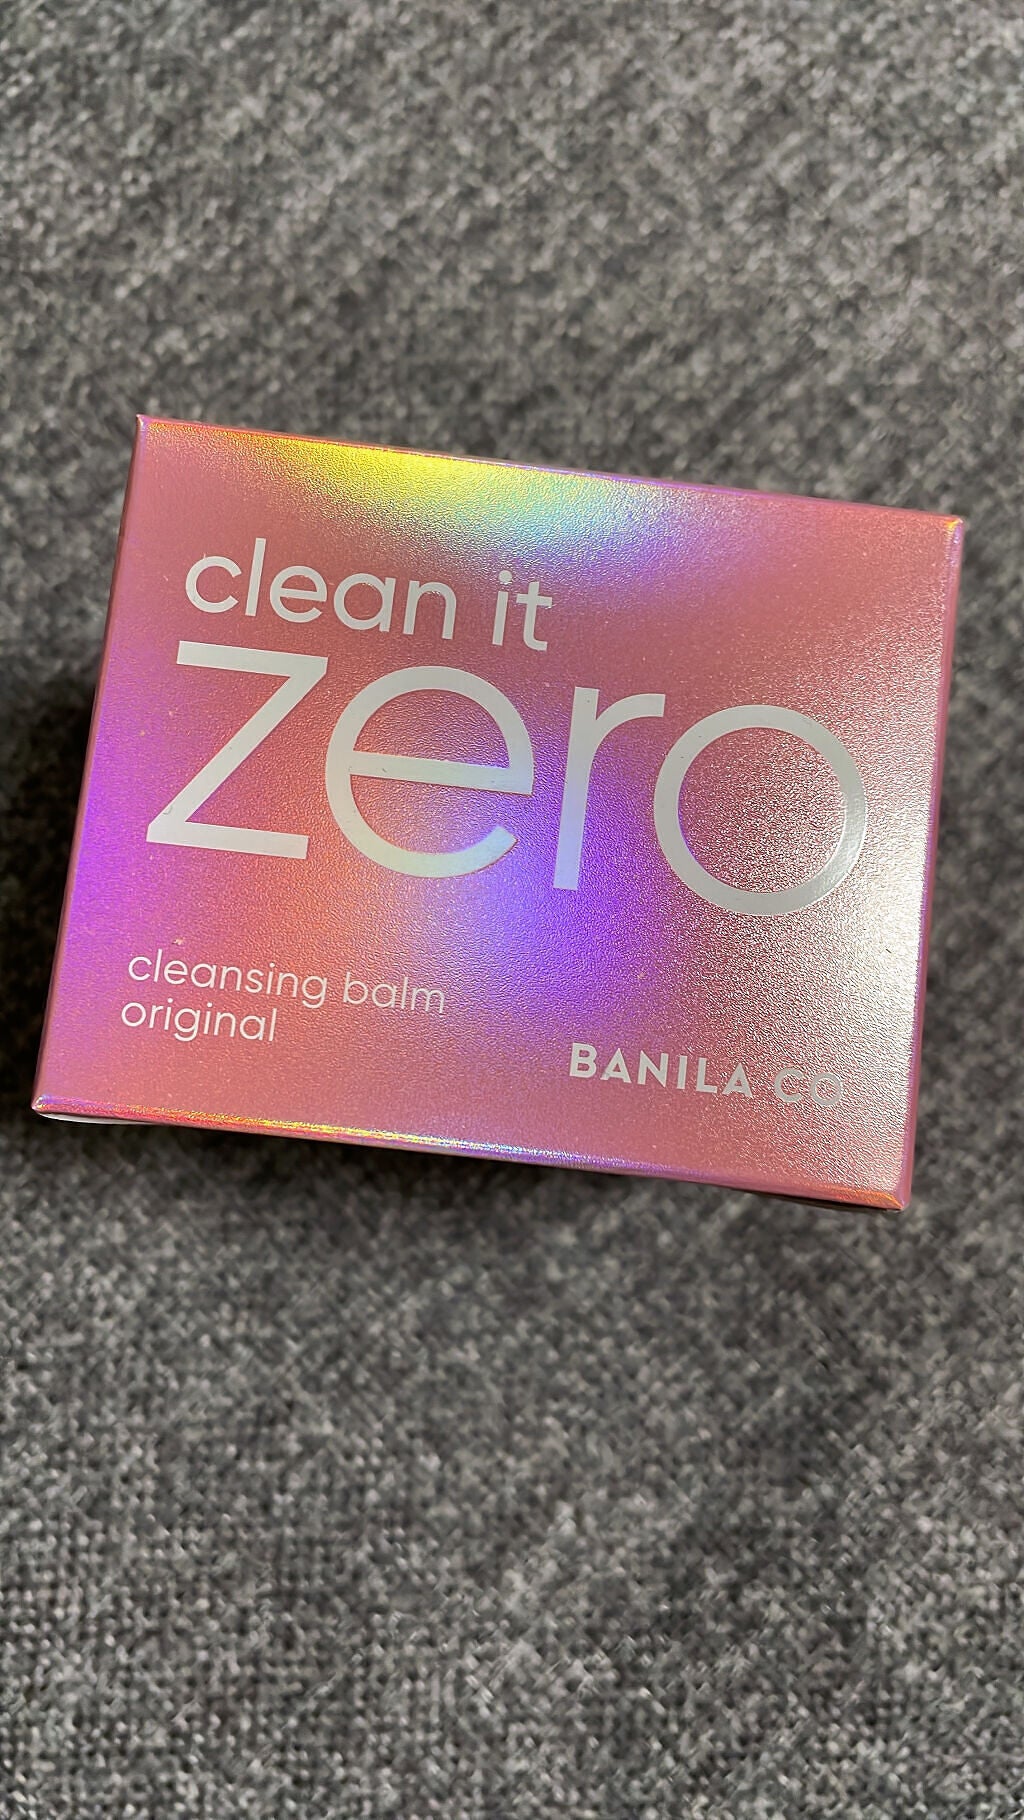 clean it
zero
cleansing balm
original
BANILA CO